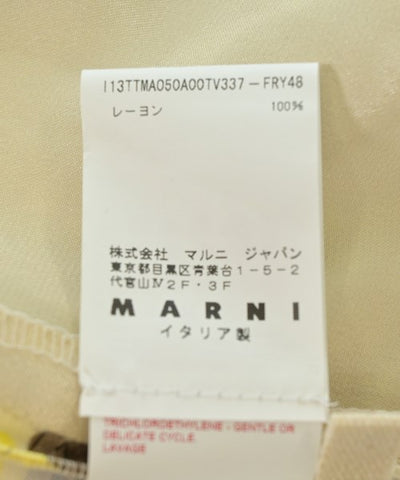 I13TTMA050A00TV337-FRY48
レーヨン 100%
株式会社 マルニ ジャパン
東京都目黒区青葉台1-5-2
代官山Ⅳ2F・3F
MARNI
イタリア製
TRICHLOROETHYLENE - GENTLE OR
DELICATE CYCLE.
LAVAGE